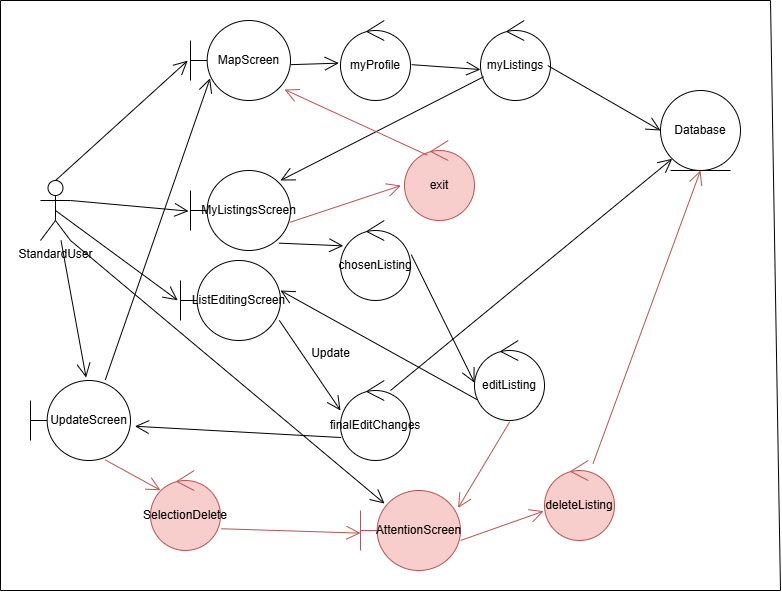 MapScreen
myProfile
myListings
Database
exit
MyListingsScreen
StandardUser
chosenListing
ListEditingScreen
Update
editListing
UpdateScreen
finalEditChanges
SelectionDelete
AttentionScreen
deleteListing